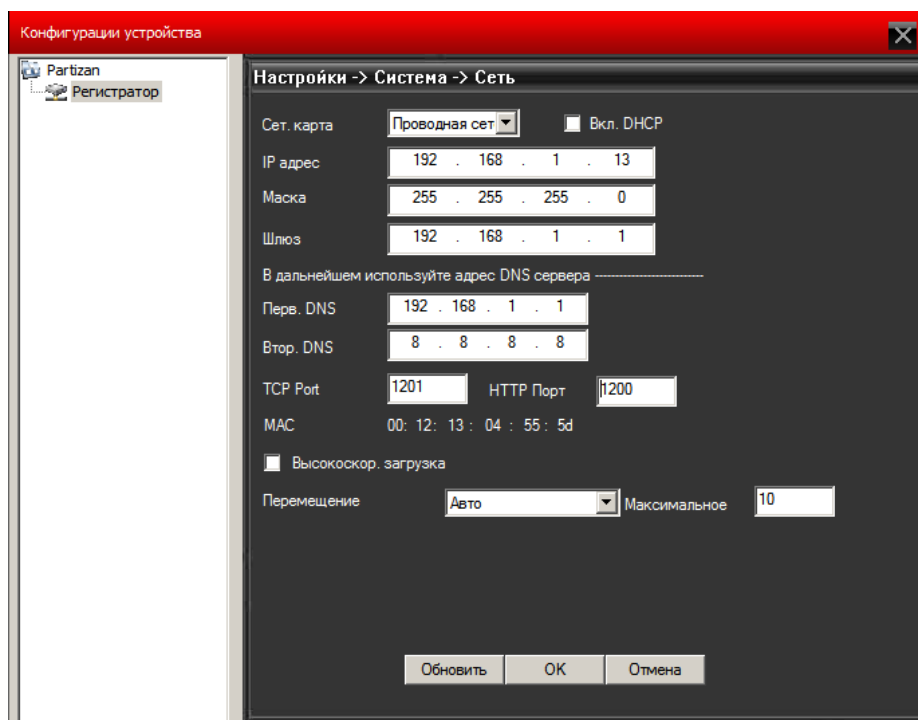 Конфигурации устройства
Partizan
Регистратор
Настройки -> Система -> Сеть
Сет. карта Проводная сет Вкл. DHCP
IP адрес 192 . 168 . 1 . 13
Маска 255 . 255 . 255 . 0
Шлюз 192 . 168 . 1 . 1
В дальнейшем используйте адрес DNS сервера ---------------------------
Перв. DNS 192 . 168 . 1 . 1
Втор. DNS 8 . 8 . 8 . 8
TCP Port 1201 HTTP Порт 1200
MAC 00: 12: 13 : 04 : 55 : 5d
Высокоскор. загрузка
Перемещение Авто Максимальное 10
Обновить OK Отмена